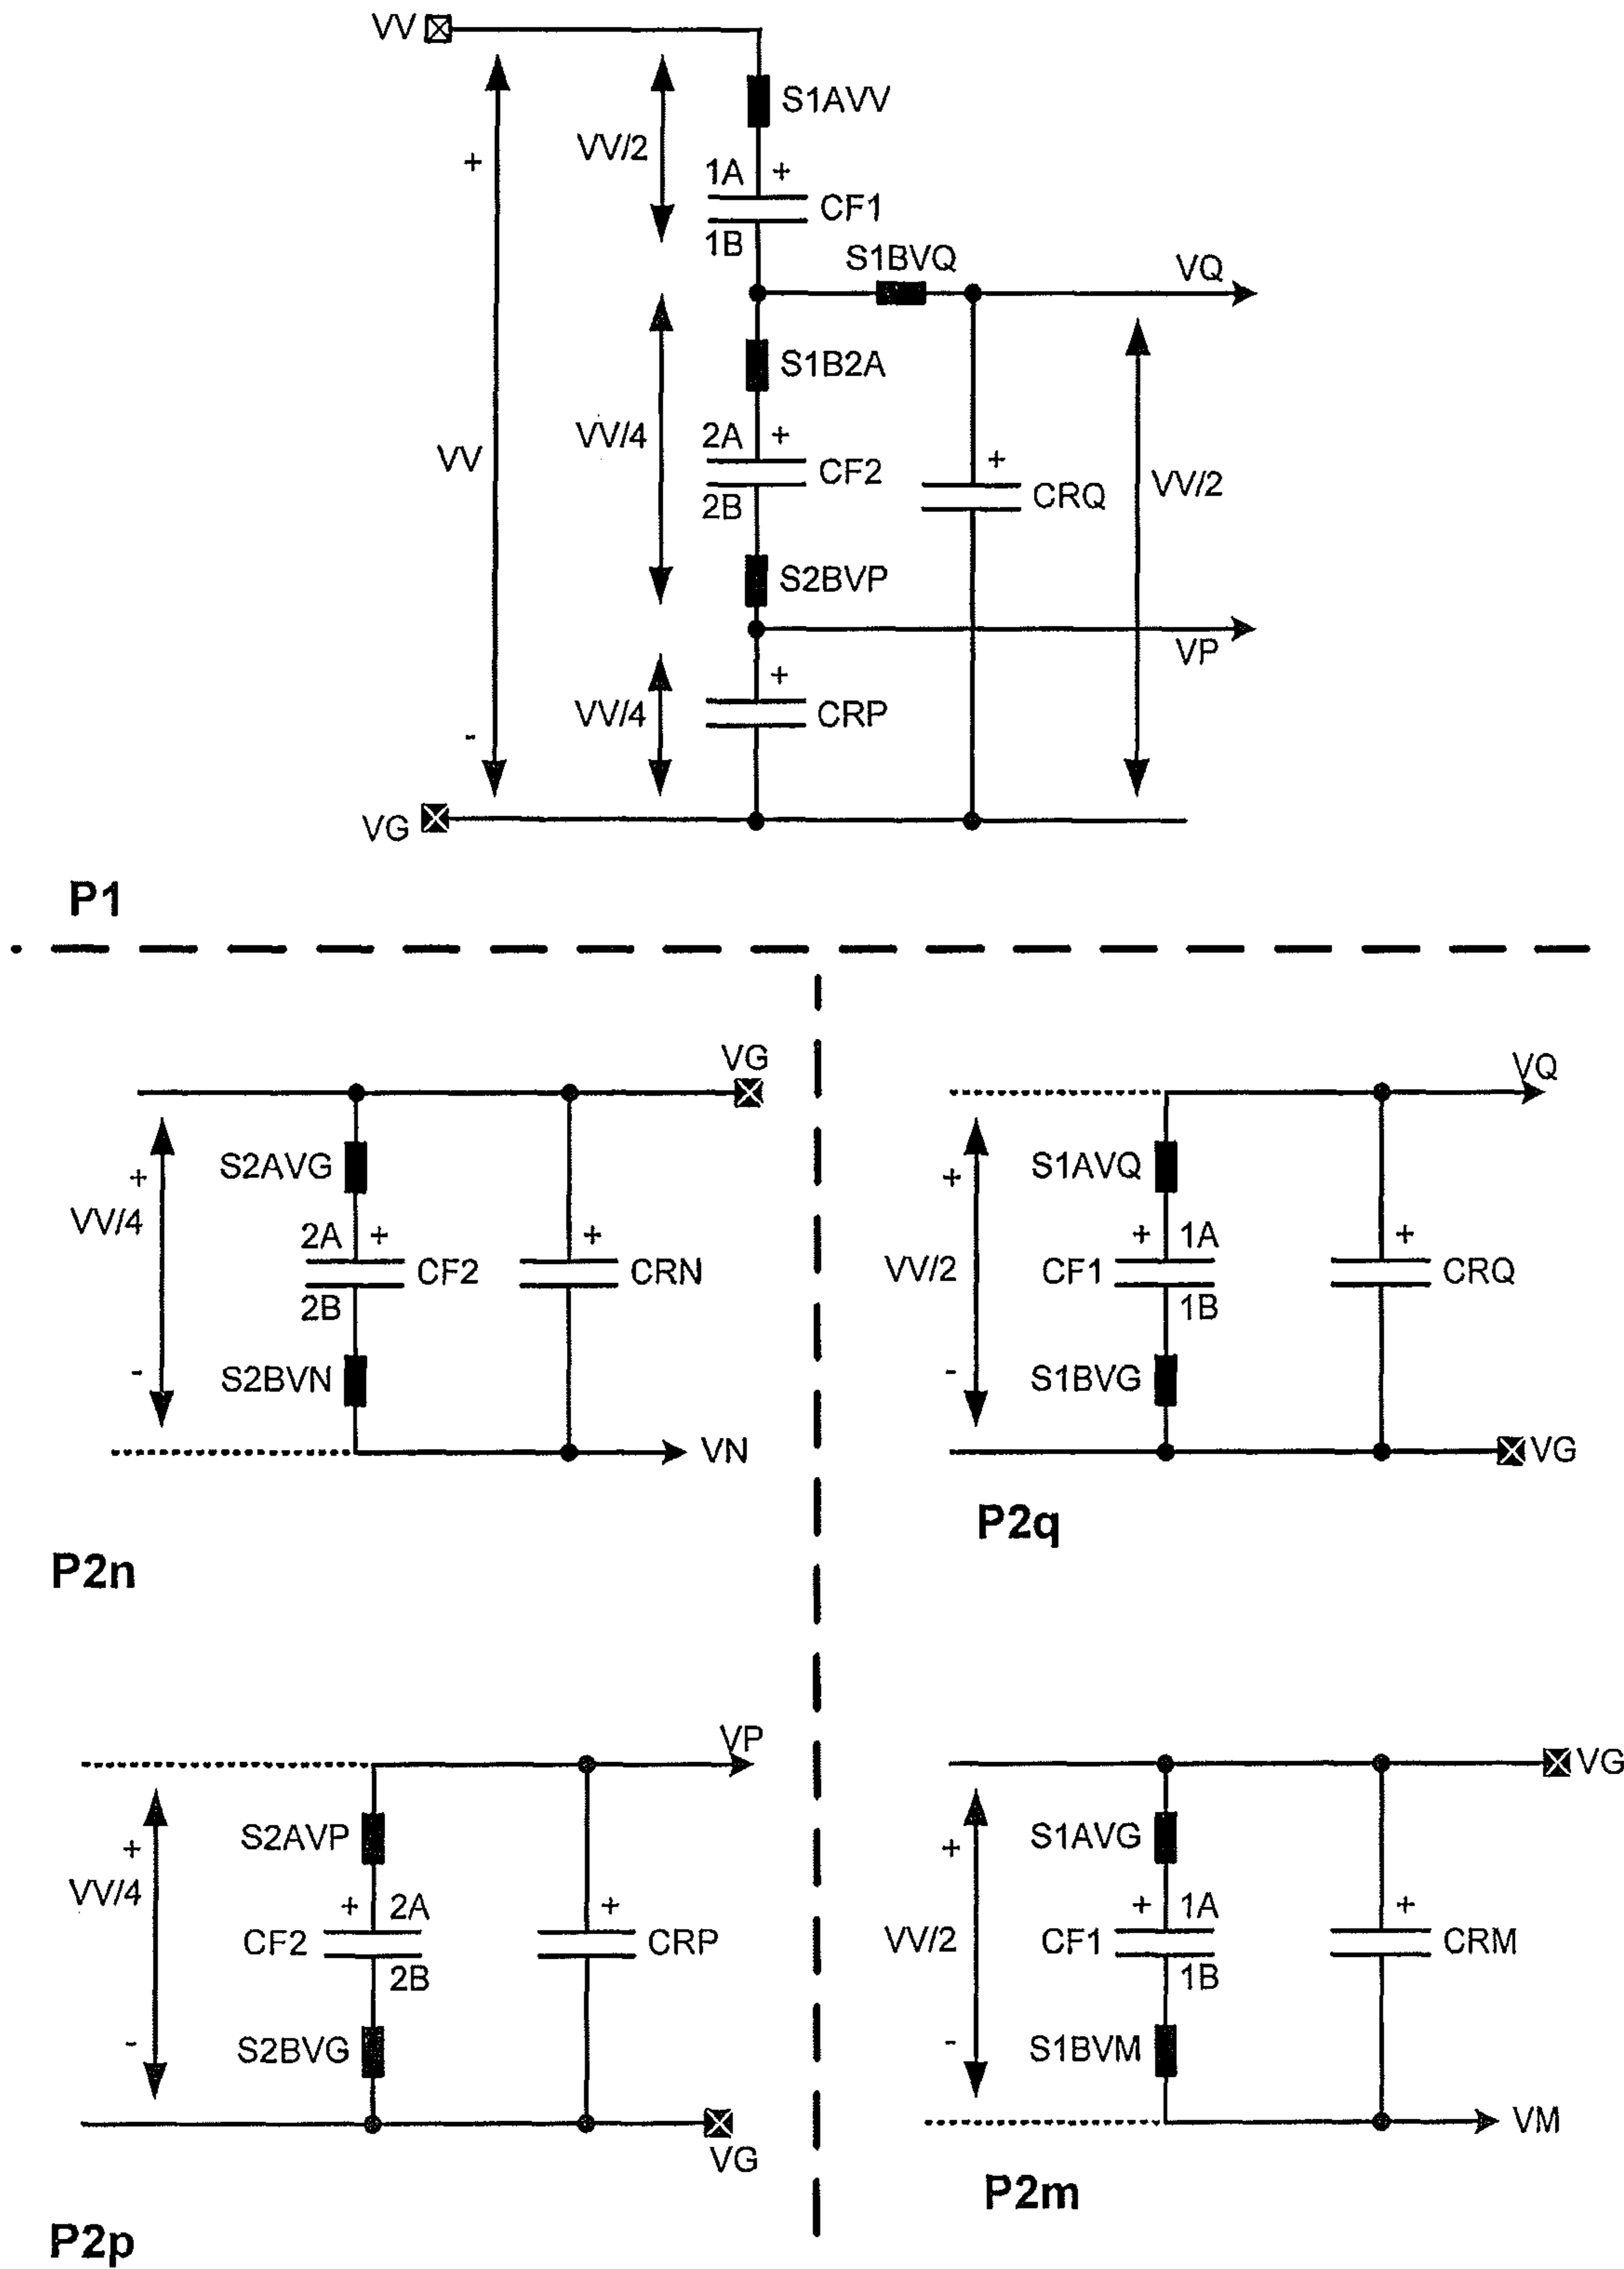 VV
S1AVV
VV/2
+
1A +
CF1
1B
S1BVQ
VQ
S1B2A
VV/4
2A +
VV
CF2
+
CRQ
VV/2
2B
S2BVP
VP
+
VV/4
CRP
-
VG
P1
VG
+
S2AVG
VV/4
2A +
CF2
+
CRN
2B
-
S2BVN
VN
P2n
VQ
+
S1AVQ
+ 1A
VV/2
CF1
+
CRQ
1B
-
S1BVG
VG
P2q
VP
+
S2AVP
VV/4
+ 2A
CF2
+
CRP
2B
-
S2BVG
VG
P2p
VG
+
S1AVG
+ 1A
VV/2
CF1
+
CRM
1B
-
S1BVM
VM
P2m